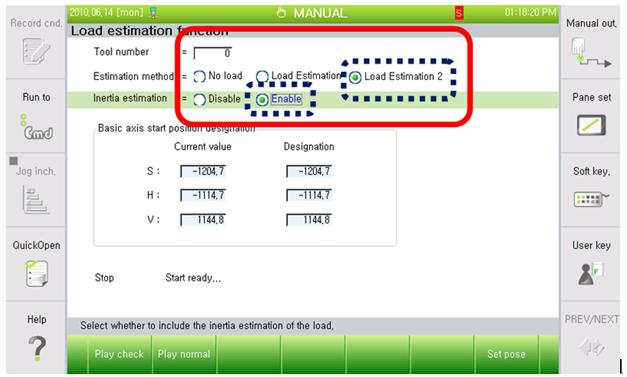 2010.06.14 [mon] MANUAL S 01:18:20 PM
Record cnd.
Manual out.
Load estimation function
Tool number = 0
Estimation method = No load Load Estimation Load Estimation 2
Inertia estimation = Disable Enable
Run to
Cmd
Pane set
Basic axis start position designation
Current value Designation
S : -1204.7 -1204.7
H : -1114.7 -1114.7
V : 1144.8 1144.8
Jog inch.
Soft key.
QuickOpen
User key
F
Stop Start ready...
Help
?
PREV/NEXT
Select whether to include the inertia estimation of the load.
Play check Play normal Set pose